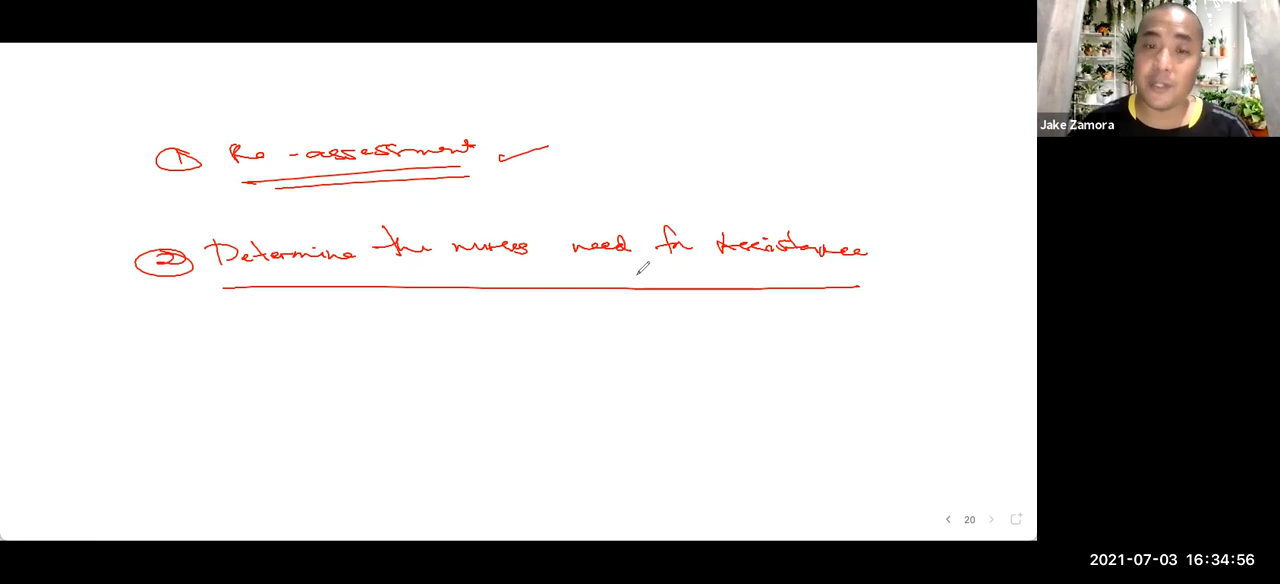 ① Re-assessment ✓
Jake Zamora
② Determine the nurses need for Assistance
20
2021-07-03 16:34:56